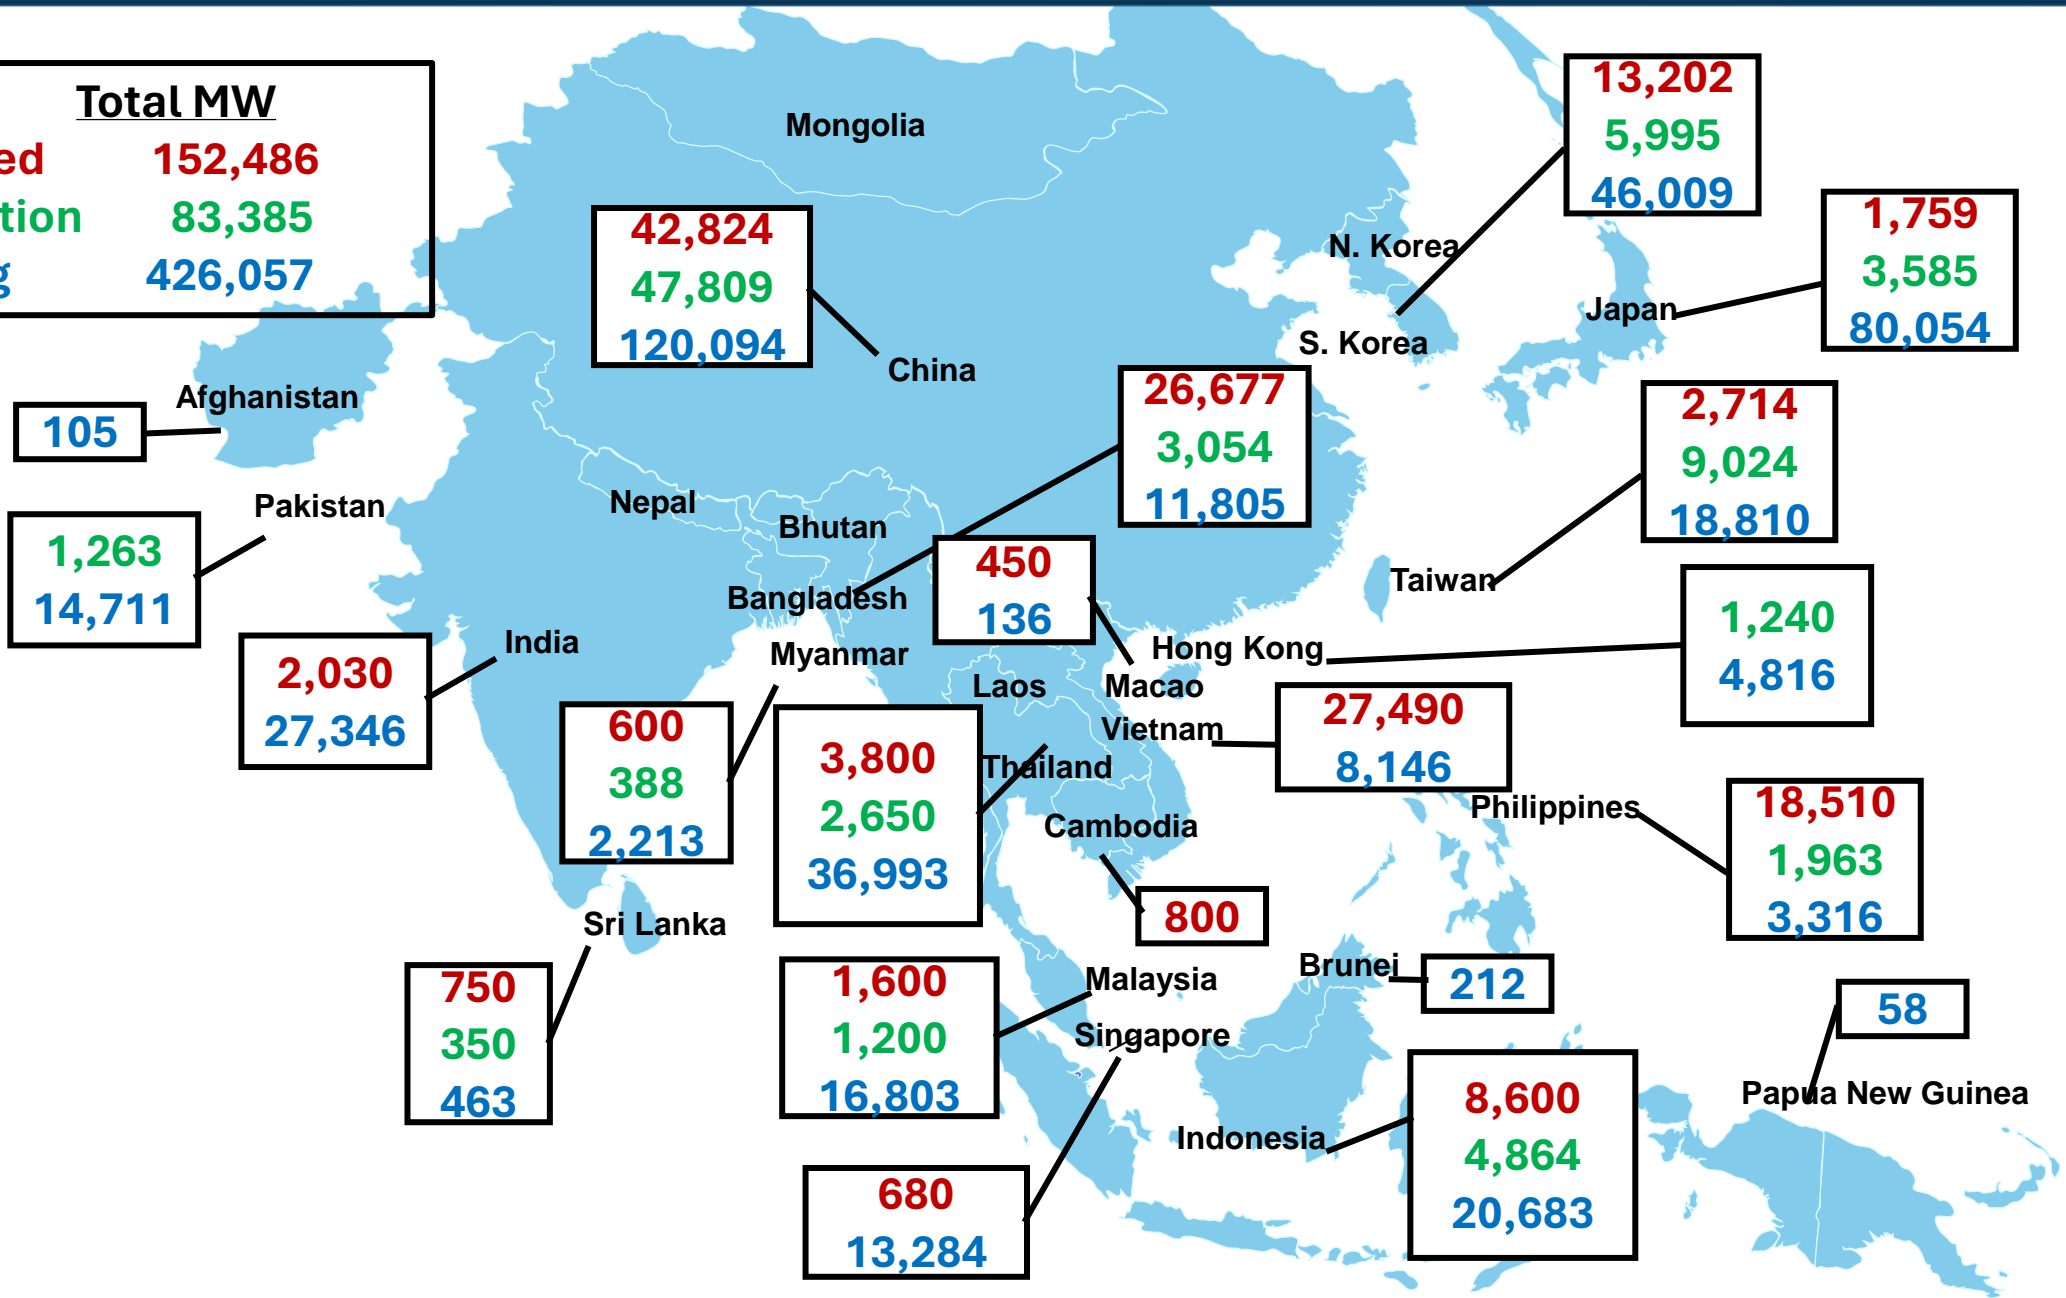 Total MW
ed 152,486
tion 83,385
g 426,057
Mongolia
13,202
5,995
46,009
1,759
3,585
80,054
42,824
47,809
120,094
N. Korea
Japan
S. Korea
China
Afghanistan
105
26,677
3,054
11,805
2,714
9,024
18,810
Pakistan
1,263
14,711
Nepal
Bhutan
Bangladesh
450
136
Taiwan
1,240
4,816
India
2,030
27,346
Myanmar
Hong Kong
Laos
Macao
Vietnam
27,490
8,146
600
388
2,213
3,800
2,650
36,993
Thailand
Cambodia
800
Philippines
18,510
1,963
3,316
Sri Lanka
750
350
463
1,600
1,200
16,803
Malaysia
Singapore
Brunei
212
58
Papua New Guinea
Indonesia
8,600
4,864
20,683
680
13,284